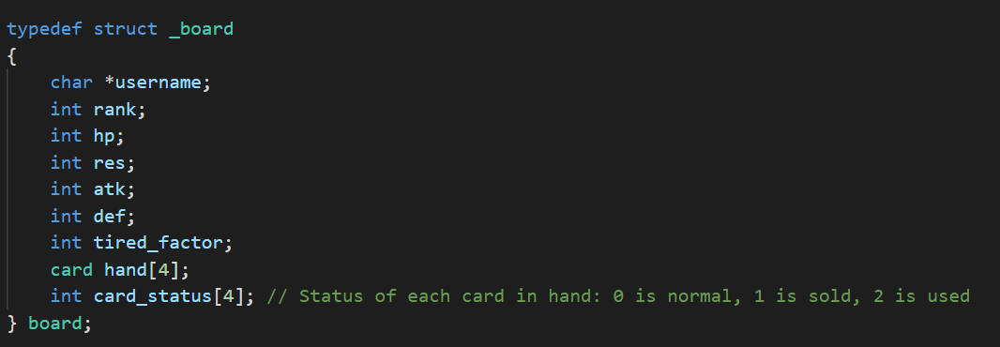 typedef struct _board
{
    char *username;
    int rank;
    int hp;
    int res;
    int atk;
    int def;
    int tired_factor;
    card hand[4];
    int card_status[4]; // Status of each card in hand: 0 is normal, 1 is sold, 2 is used
} board;